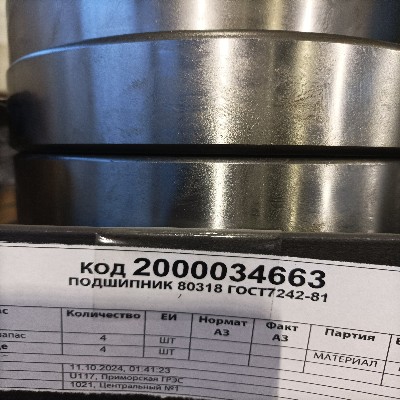 код 2000034663
ПОДШИПНИК 80318 ГОСТ7242-81
Количество ЕИ Нормат АЗ Факт АЗ Партия
4 ШТ
4 ШТ МАТЕРИАЛ
11.10.2024, 01:41:23
U117, Приморская ГРЭС
1021, Центральный №1